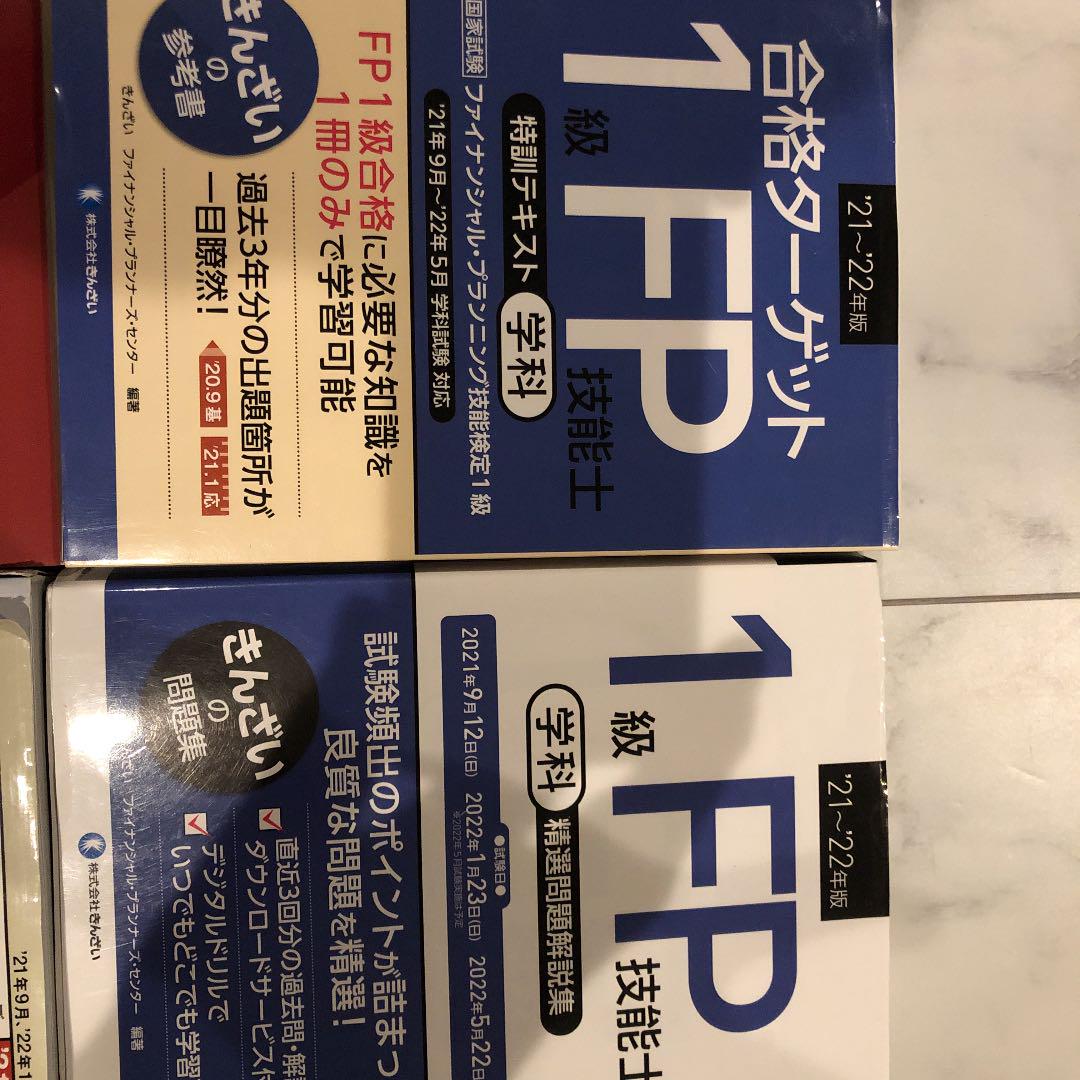 '21~'22年版
合格ターゲット
1級FP技能士
特訓テキスト 学科
国家試験 ファイナンシャル・プランニング技能検定1級
'21年9月~'22年5月 学科試験 対応
きんざい
の
参考書
FP1級合格に必要な知識を
1冊のみで学習可能
過去3年分の出題箇所が
一目瞭然!
'20.9 基
'21.1 応
きんざい ファイナンシャル・プランナーズ・センター 編著
株式会社きんざい
'21~'22年版
1級FP技能士
学科 精選問題解説集
●試験日●
2021年9月12日(日) 2022年1月23日(日) 2022年5月22日
※2022年5月試験実施は予定
きんざい
の
問題集
試験頻出のポイントが詰まっ
良質な問題を精選!
直近3回分の過去問・解
ダウンロードサービス付
デジタルドリルで
いつでもどこでも学習
ファイナンシャル・プランナーズ・センター 編著
株式会社きんざい
'21年9月、'22年1